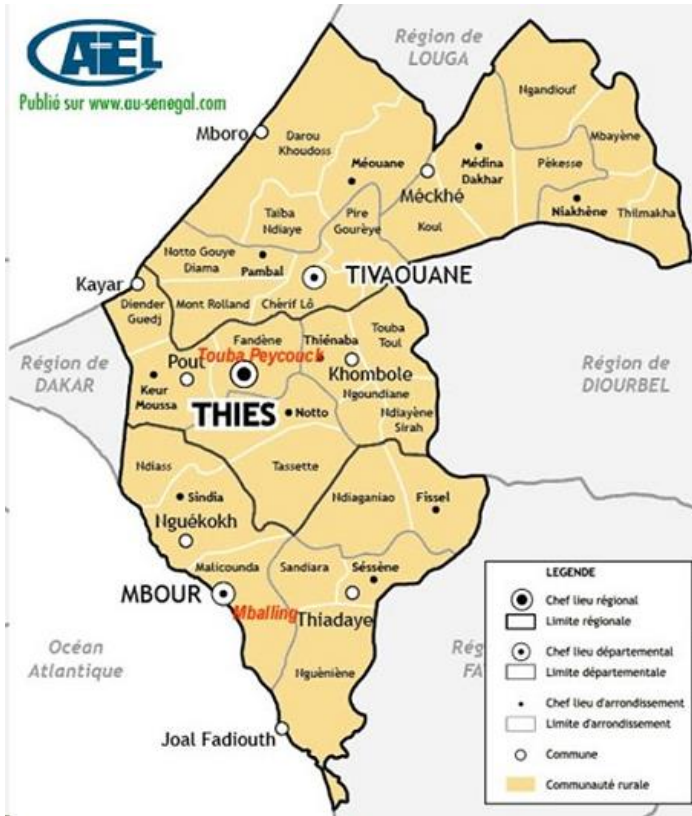 ATEL
Publié sur www.au-senegal.com
Région de
LOUGA
Ngandiouf
Mboro
Darou
Khoudoss
Mbayène
Méouane
Médina
Dakhar
Pékesse
Méckhé
Niakhène
Thilmakha
Taïba
Ndiaye
Pire
Gourèye
Koul
Notto Gouye
Diama
Pambal
TIVAOUANE
Kayar
Diender
Guedj
Mont Rolland
Chérif Lô
Fandène
Thiénaba
Touba
Toul
Région de
DAKAR
Pout
Touba Peycouck
Khombole
Région de
DIOURBEL
Keur
Moussa
THIES
Notto
Ngoundiane
Ndiayène
Sirah
Ndiass
Tassette
Ndiaganiao
Fissel
Sindia
Nguékokh
Malicounda
Sandiara
Séssène
MBOUR
Mballing
Thiadaye
Océan
Atlantique
Nguèniène
Joal Fadiouth
Rég
FA
LEGENDE
Chef lieu régional
Limite régionale
Chef lieu départemental
Limite départementale
Chef lieu d'arrondissement
Limite d'arrondissement
Commune
Communauté rurale